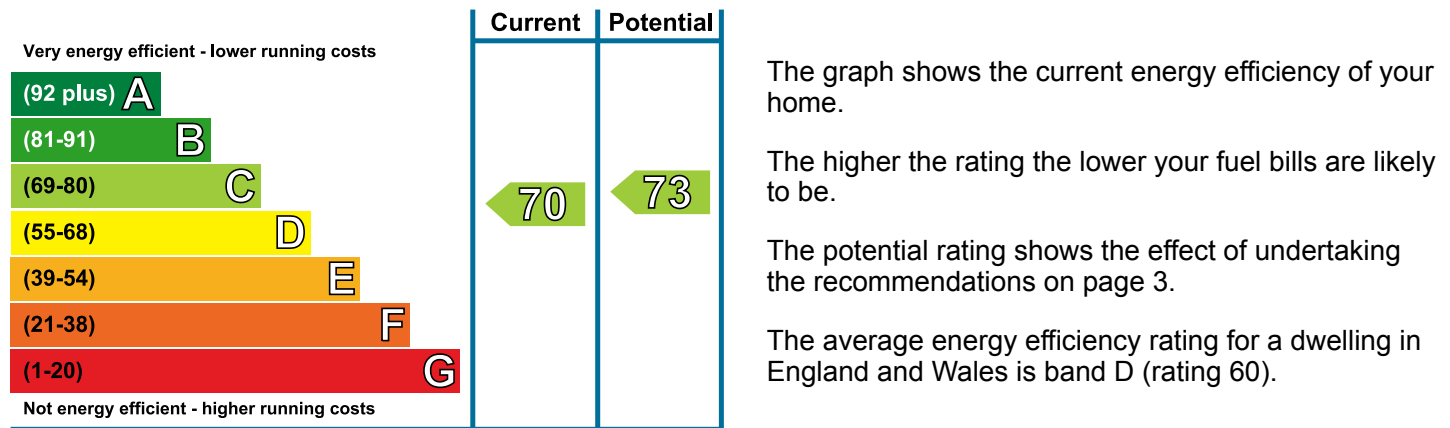 Current Potential
Very energy efficient - lower running costs
(92 plus) A
(81-91) B
(69-80) C
(55-68) D
(39-54) E
(21-38) F
(1-20) G
Not energy efficient - higher running costs
70
73
The graph shows the current energy efficiency of your
home.
The higher the rating the lower your fuel bills are likely
to be.
The potential rating shows the effect of undertaking
the recommendations on page 3.
The average energy efficiency rating for a dwelling in
England and Wales is band D (rating 60).